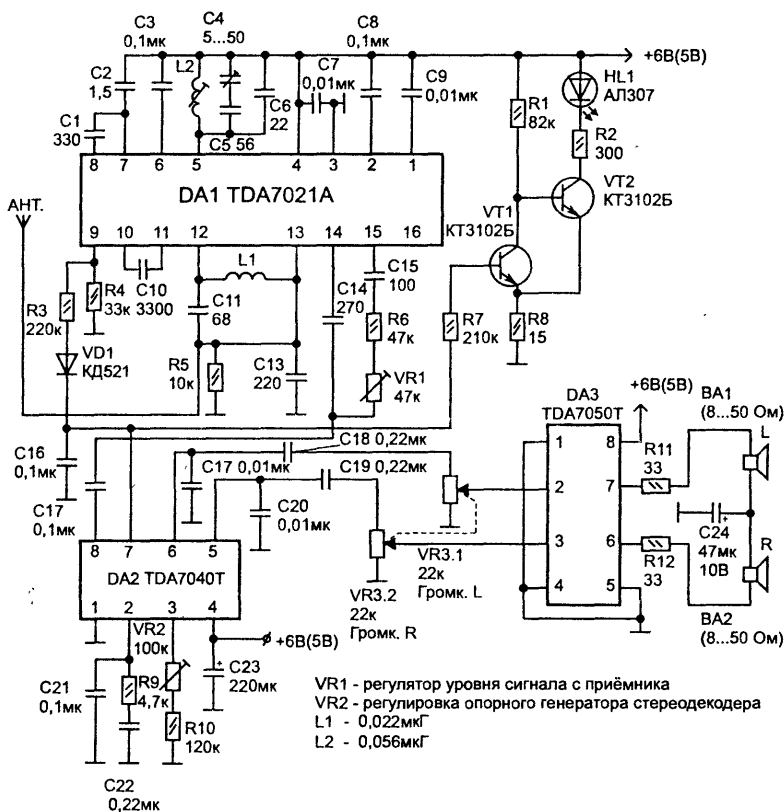 C3
0,1мк
C4
5...50
C8
0,1мк
+6В(5В)
C2
1,5
L2
C7
0,01мк
C9
0,01мк
HL1
АЛ307
C1
330
C6
22
R1
82к
R2
300
C5 56
8 7 6 5 4 3 2 1
DA1 TDA7021A
VT2
КТ3102Б
АНТ.
VT1
КТ3102Б
9 10 11 12 13 14 15 16
L1
C15
100
C14
270
R3
220к
R4
33к
C10
3300
C11
68
R6
47к
R7
210к
R8
15
VD1
КД521
R5
10к
C13
220
VR1
47к
DA3
TDA7050T
+6В(5В)
BA1
(8...50 Ом)
L
C16
0,1мк
C18 0,22мк
C17 0,01мк
C19 0,22мк
1 8
R11
33
2 7
C17
0,1мк
C20
0,01мк
C24
47мк
10В
R
3 6
R12
33
8 7 6 5
DA2 TDA7040T
VR3.1
22к
Громк. L
4 5
VR3.2
22к
Громк. R
BA2
(8...50 Ом)
1 2 3 4
VR2
100к
+6В(5В)
C21
0,1мк
R9
4,7к
C23
220мк
R10
120к
C22
0,22мк
VR1 - регулятор уровня сигнала с приёмника
VR2 - регулировка опорного генератора стереодекодера
L1 - 0,022мкГ
L2 - 0,056мкГ